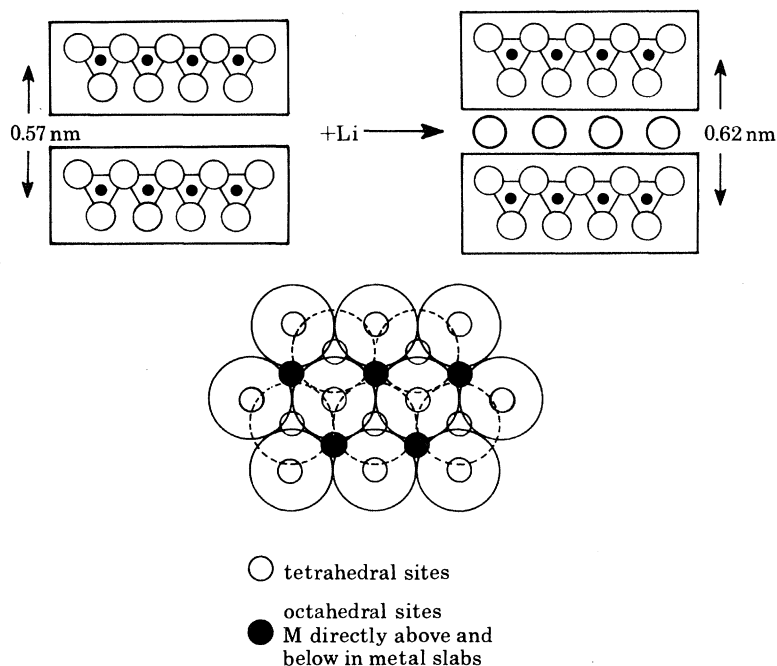 0.57 nm
+Li
0.62 nm
tetrahedral sites
octahedral sites
M directly above and
below in metal slabs